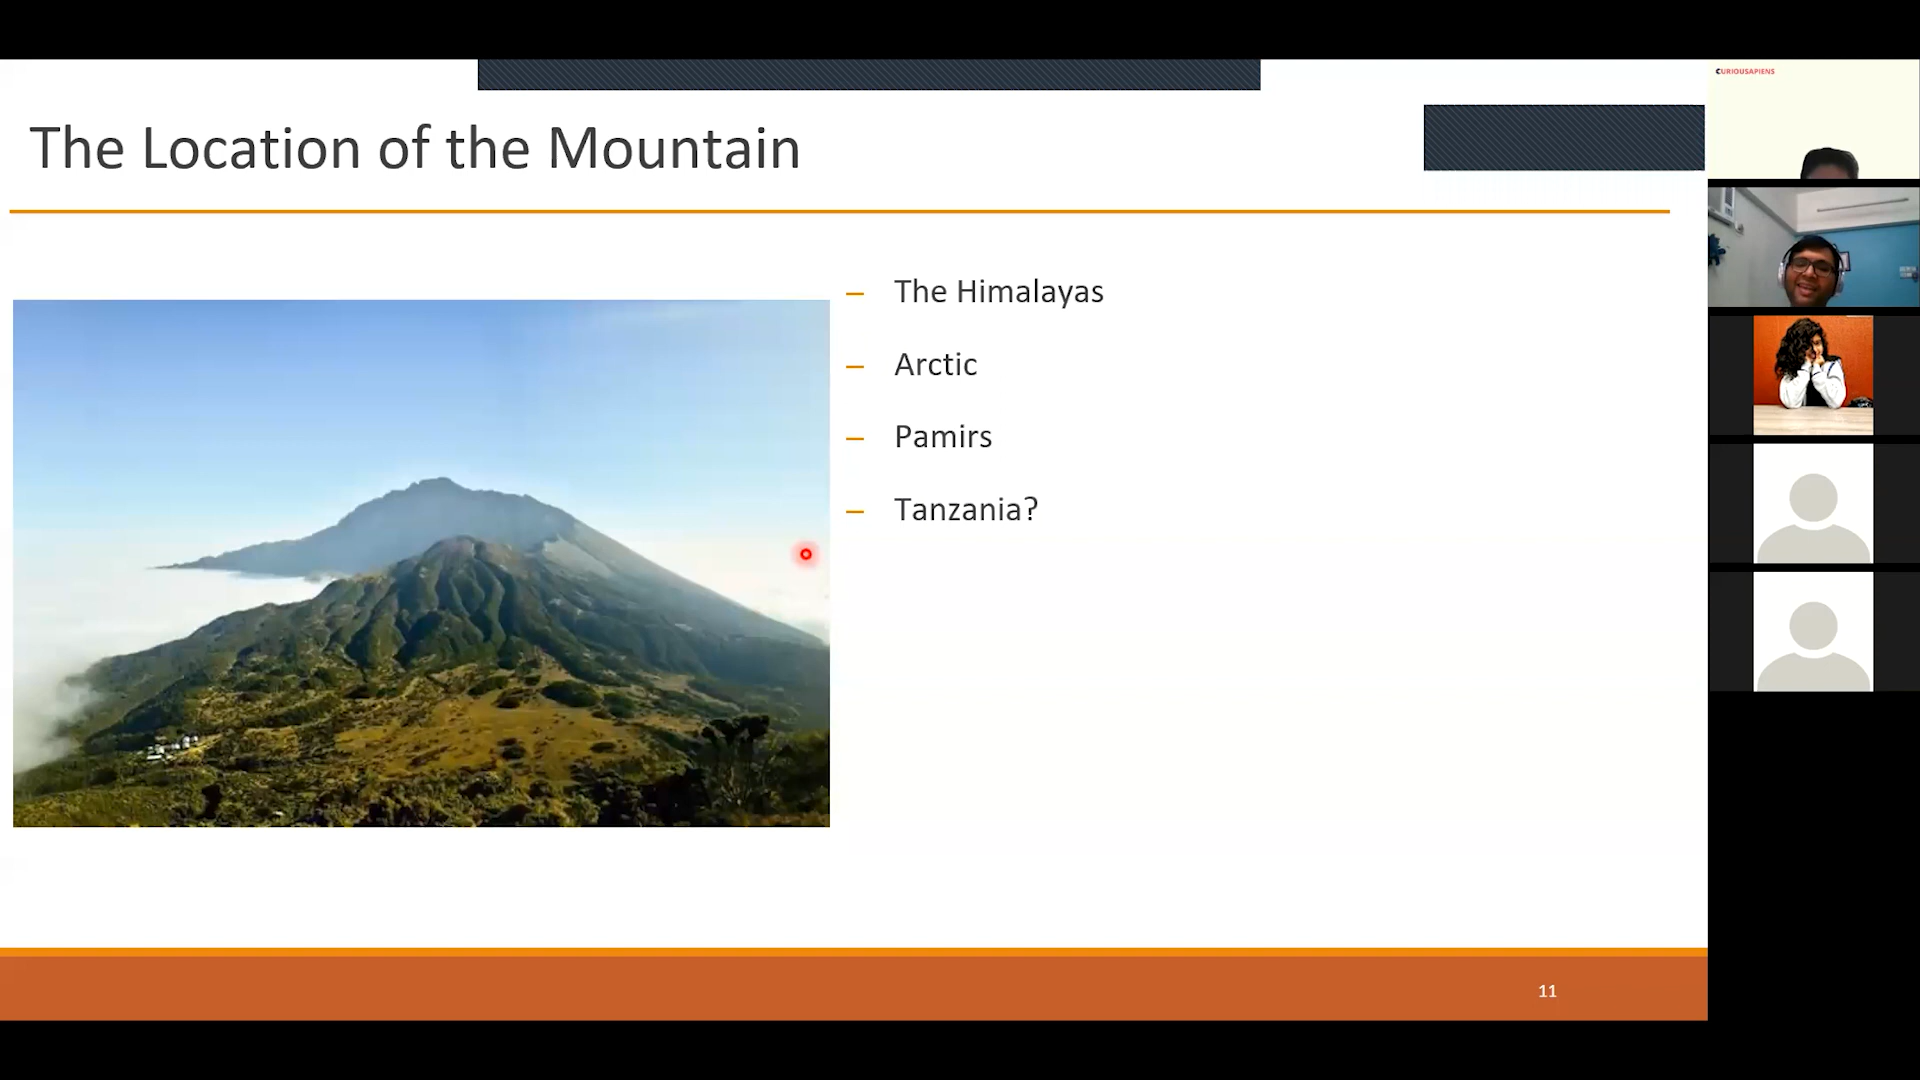 The Location of the Mountain
– The Himalayas
– Arctic
– Pamirs
– Tanzania?
11
CURIOUSAPIENS